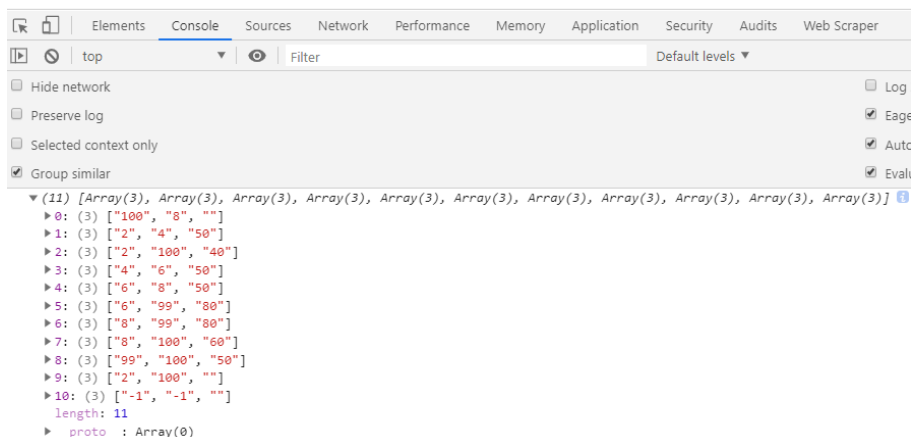 Elements Console Sources Network Performance Memory Application Security Audits Web Scraper
top Filter Default levels
Hide network Log
Preserve log Eage
Selected context only Auto
Group similar Evalu
(11) [Array(3), Array(3), Array(3), Array(3), Array(3), Array(3), Array(3), Array(3), Array(3), Array(3), Array(3)]
0: (3) ["100", "8", ""]
1: (3) ["2", "4", "50"]
2: (3) ["2", "100", "40"]
3: (3) ["4", "6", "50"]
4: (3) ["6", "8", "50"]
5: (3) ["6", "99", "80"]
6: (3) ["8", "99", "80"]
7: (3) ["8", "100", "60"]
8: (3) ["99", "100", "50"]
9: (3) ["2", "100", ""]
10: (3) ["-1", "-1", ""]
length: 11
proto : Array(0)